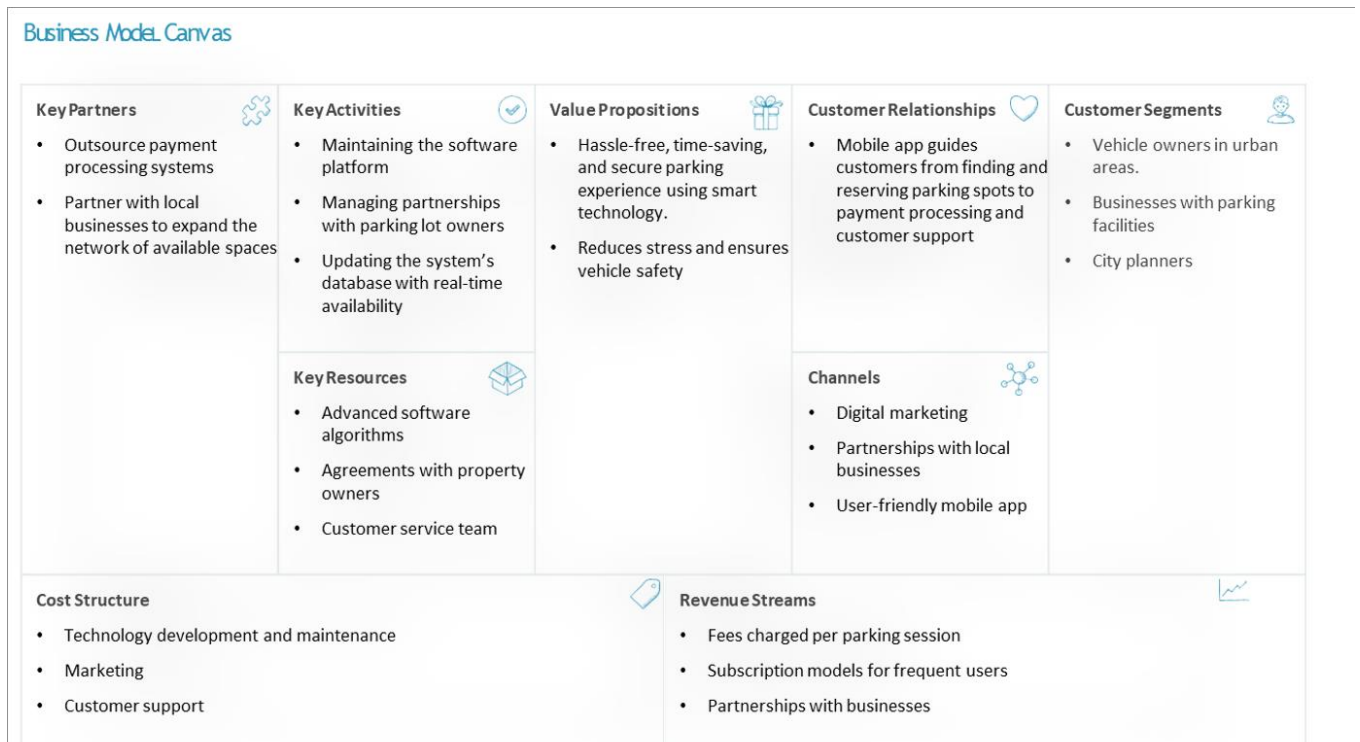 Business Model Canvas
Key Partners
• Outsource payment
processing systems
• Partner with local
businesses to expand the
network of available spaces
Key Activities
• Maintaining the software
platform
• Managing partnerships
with parking lot owners
• Updating the system's
database with real-time
availability
Key Resources
• Advanced software
algorithms
• Agreements with property
owners
• Customer service team
Value Propositions
• Hassle-free, time-saving,
and secure parking
experience using smart
technology.
• Reduces stress and ensures
vehicle safety
Customer Relationships
• Mobile app guides
customers from finding and
reserving parking spots to
payment processing and
customer support
Channels
• Digital marketing
• Partnerships with local
businesses
• User-friendly mobile app
Customer Segments
• Vehicle owners in urban
areas.
• Businesses with parking
facilities
• City planners
Cost Structure
• Technology development and maintenance
• Marketing
• Customer support
Revenue Streams
• Fees charged per parking session
• Subscription models for frequent users
• Partnerships with businesses